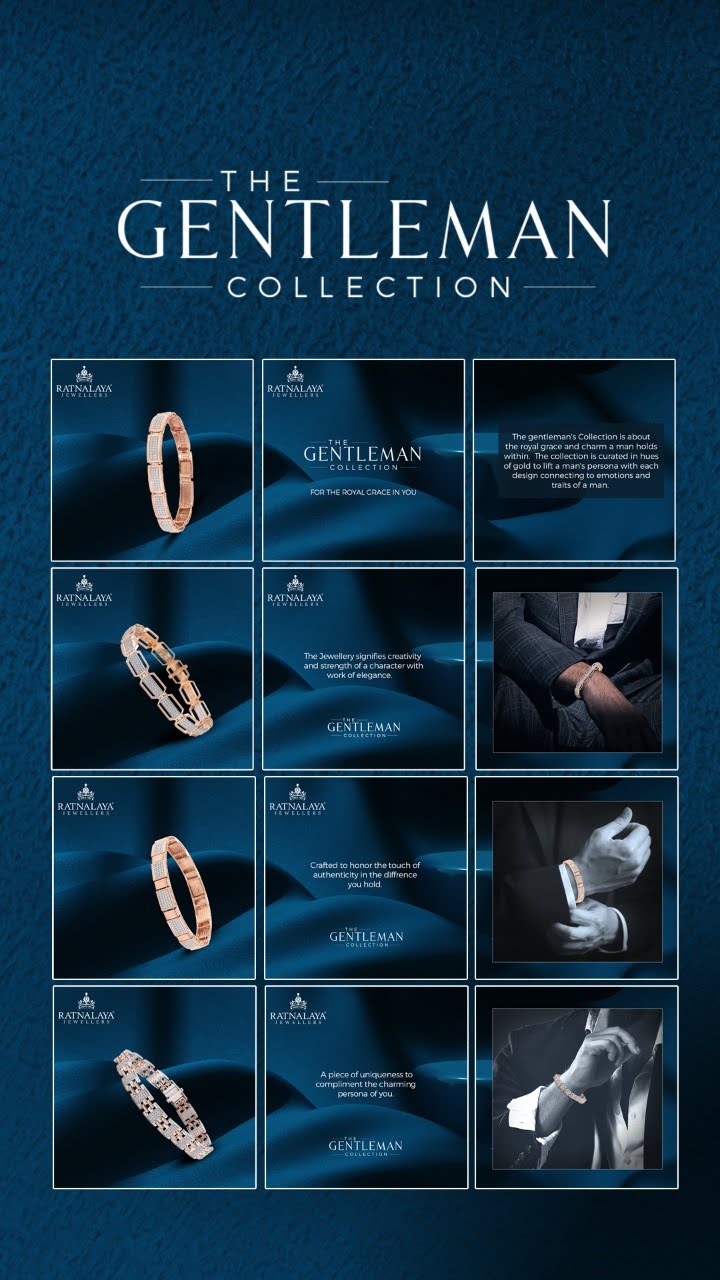 THE
GENTLEMAN
COLLECTION
RATNALAYA
JEWELLERS
RATNALAYA
JEWELLERS
THE
GENTLEMAN
COLLECTION
FOR THE ROYAL GRACE IN YOU
The gentleman's Collection is about
the royal grace and charm a man holds
within. The collection is curated in hues
of gold to lift a man's persona with each
design connecting to emotions and
traits of a man.
RATNALAYA
JEWELLERS
RATNALAYA
JEWELLERS
The Jewellery signifies creativity
and strength of a character with
work of elegance.
THE
GENTLEMAN
COLLECTION
RATNALAYA
JEWELLERS
RATNALAYA
JEWELLERS
Crafted to honor the touch of
authenticity in the diffrence
you hold.
THE
GENTLEMAN
COLLECTION
RATNALAYA
JEWELLERS
RATNALAYA
JEWELLERS
A piece of uniqueness to
compliment the charming
persona of you.
THE
GENTLEMAN
COLLECTION